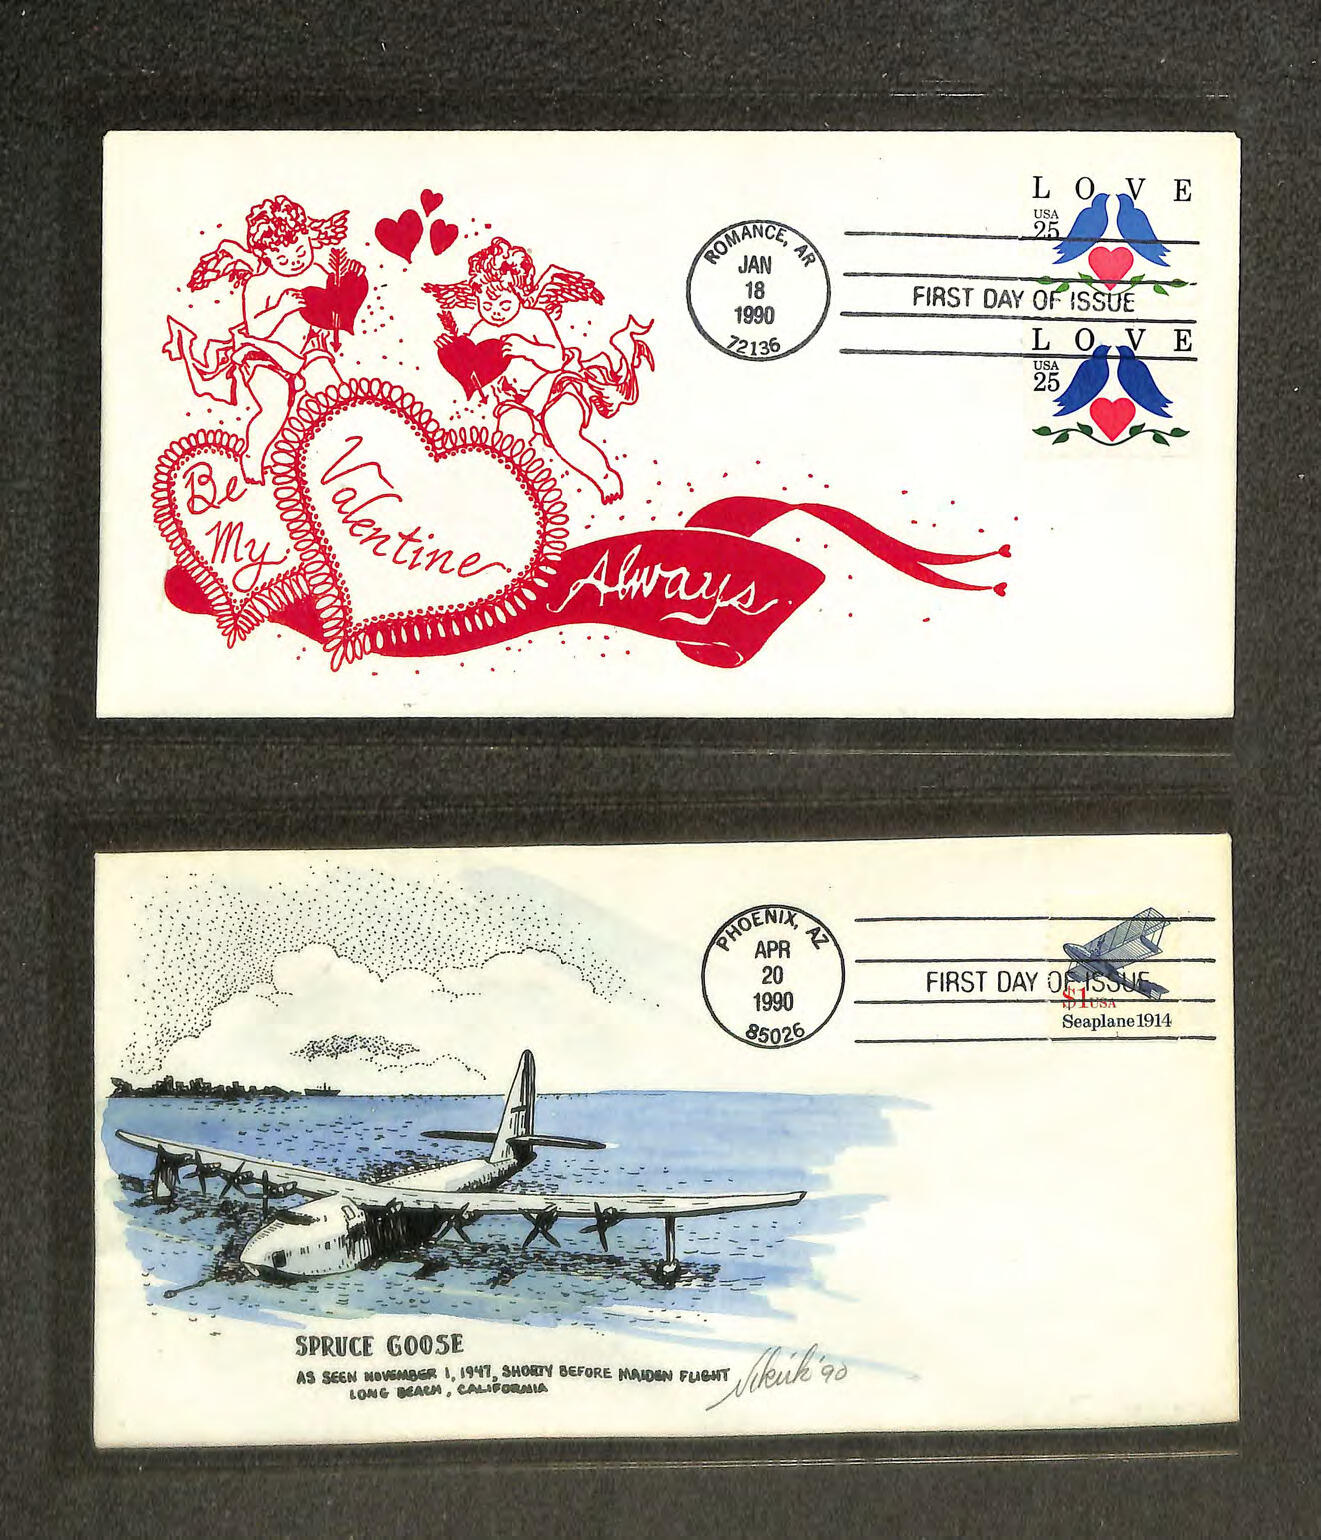 Be
My
Valentine
Always
ROMANCE, AR
JAN
18
1990
72136
FIRST DAY OF ISSUE
L O V E
USA
25
L O V E
USA
25
PHOENIX, AZ
APR
20
1990
85026
FIRST DAY OF ISSUE
$1 USA
Seaplane 1914
SPRUCE GOOSE
AS SEEN NOVEMBER 1, 1947, SHORTY BEFORE MAIDEN FLIGHT
LONG BEACH, CALIFORNIA
'90